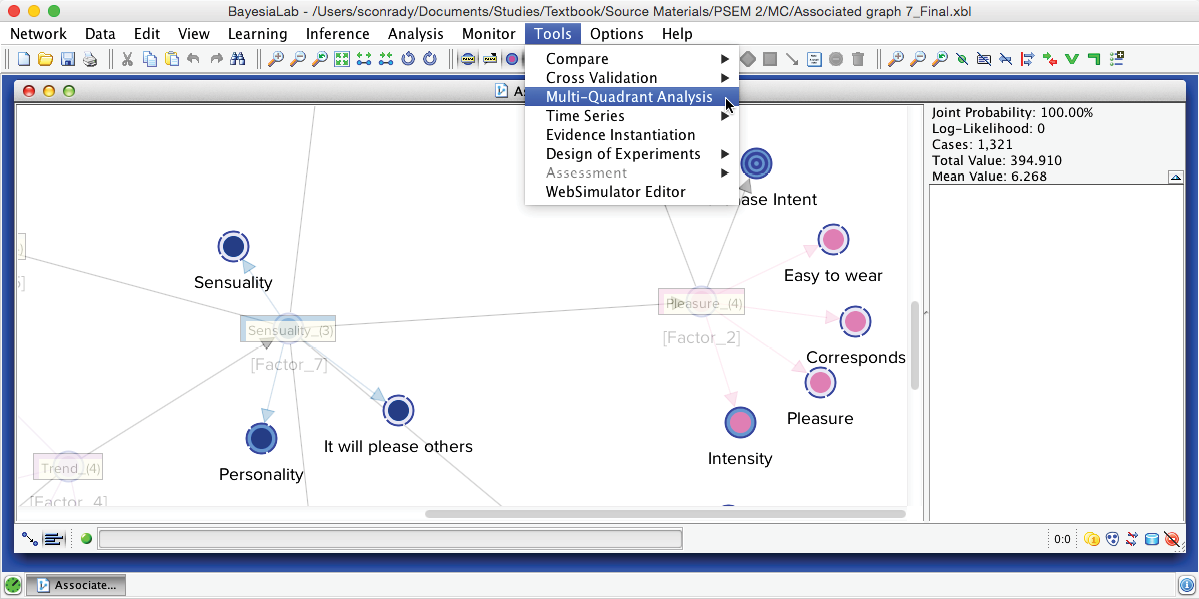 BayesiaLab - /Users/sconrady/Documents/Studies/Textbook/Source Materials/PSEM 2/MC/Associated graph 7_Final.xbl
Network Data Edit View Learning Inference Analysis Monitor Tools Options Help
Compare
Cross Validation
Multi-Quadrant Analysis
Time Series
Evidence Instantiation
Design of Experiments
Assessment
WebSimulator Editor
Joint Probability: 100.00%
Log-Likelihood: 0
Cases: 1,321
Total Value: 394.910
Mean Value: 6.268
Intent
Sensuality
Easy to wear
Sensuality_(3)
[Factor_7]
Pleasure_(4)
[Factor_2]
Corresponds
Pleasure
It will please others
Intensity
Personality
Trend_(4)
[Factor_4]
0:0
Associate...